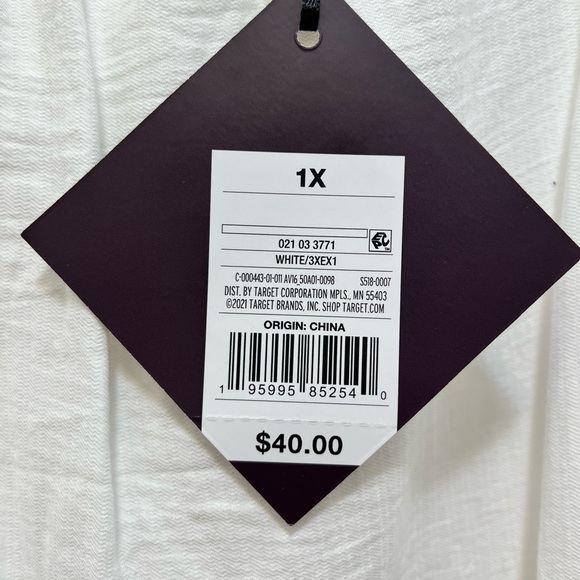 1X
021 03 3771
WHITE/3XEX1
C-000443-01-011 AV16_50A01-0098 S518-0007
DIST. BY TARGET CORPORATION MPLS., MN 55403
©2021 TARGET BRANDS, INC. SHOP TARGET.COM
ORIGIN: CHINA
1 95995 85254 0
$40.00